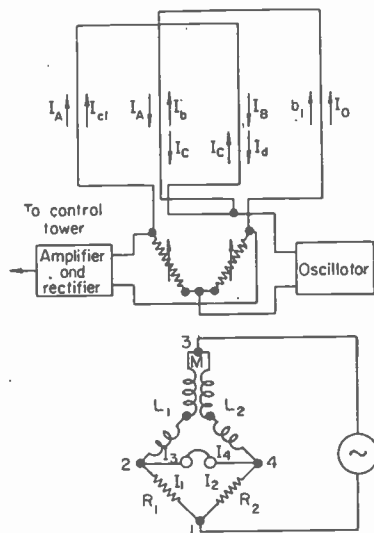 I_A I_cl I_A I_b I_B b_1 I_o
I_C I_C I_d
To control
tower
Amplifier
and
rectifier
Oscillator
3
M
L_1 L_2
I_3 I_4
2 4
I_1 I_2
R_1 R_2
1